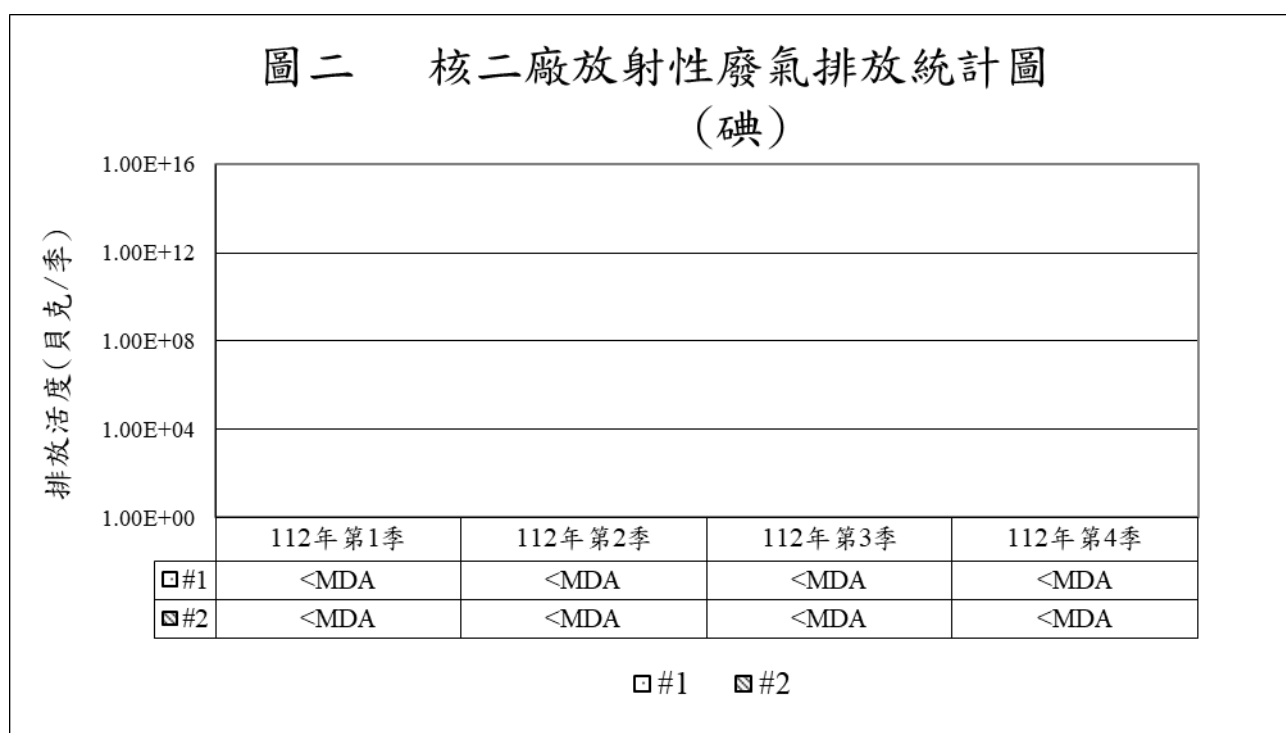 圖二 核二廠放射性廢氣排放統計圖
(碘)
排放活度(貝克/季)
1.00E+16
1.00E+12
1.00E+08
1.00E+04
1.00E+00
112年第1季 112年第2季 112年第3季 112年第4季
#1 <MDA <MDA <MDA <MDA
#2 <MDA <MDA <MDA <MDA
#1 #2